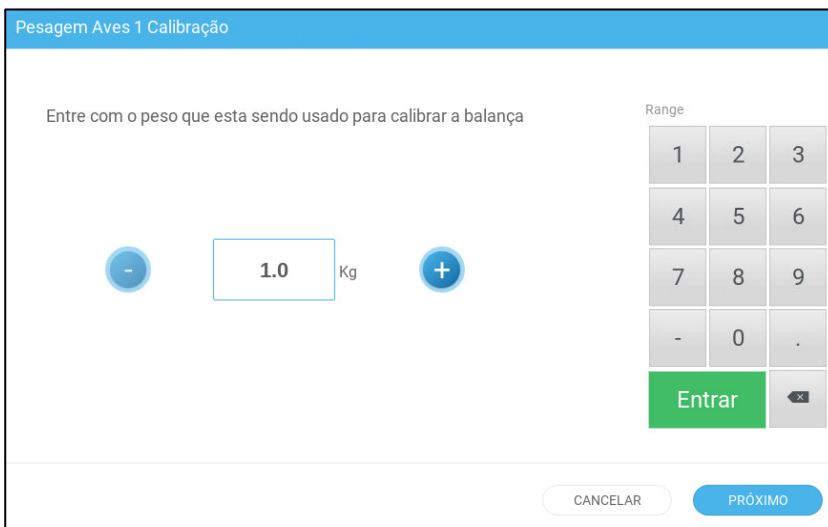 Pesagem Aves 1 Calibração
Entre com o peso que esta sendo usado para calibrar a balança
Range
1 2 3
4 5 6
- 1.0 Kg +
7 8 9
- 0 .
Entrar
CANCELAR PRÓXIMO